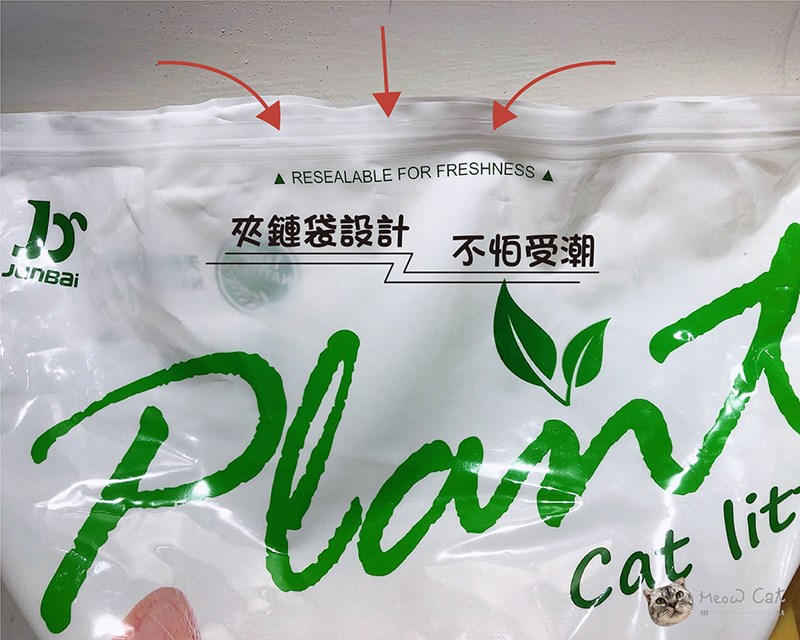 ▲ RESEALABLE FOR FRESHNESS ▲
JunBai
夾鏈袋設計
不怕受潮
Plant
Cat lit
Meow Cat